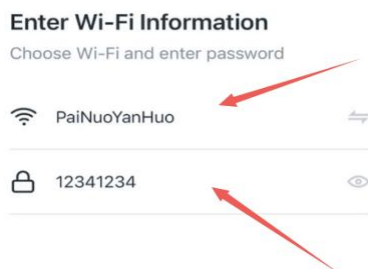 Enter Wi-Fi Information
Choose Wi-Fi and enter password
PaiNuoYanHuo
12341234